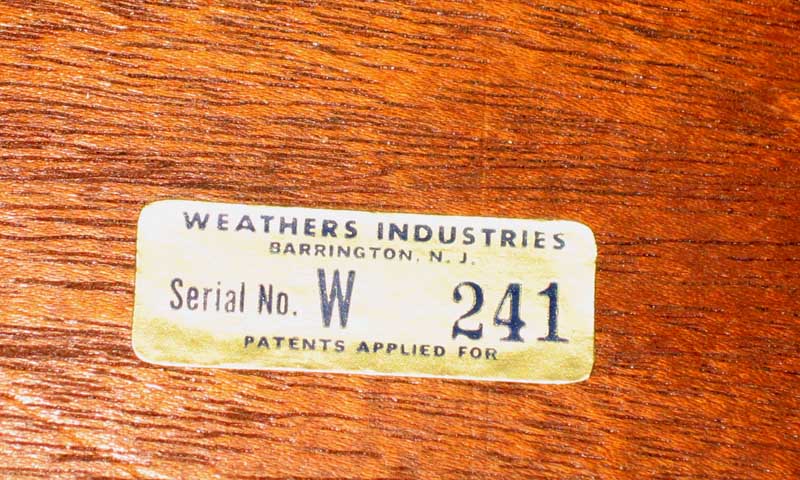 WEATHERS INDUSTRIES
BARRINGTON, N. J.
Serial No. W 241
PATENTS APPLIED FOR